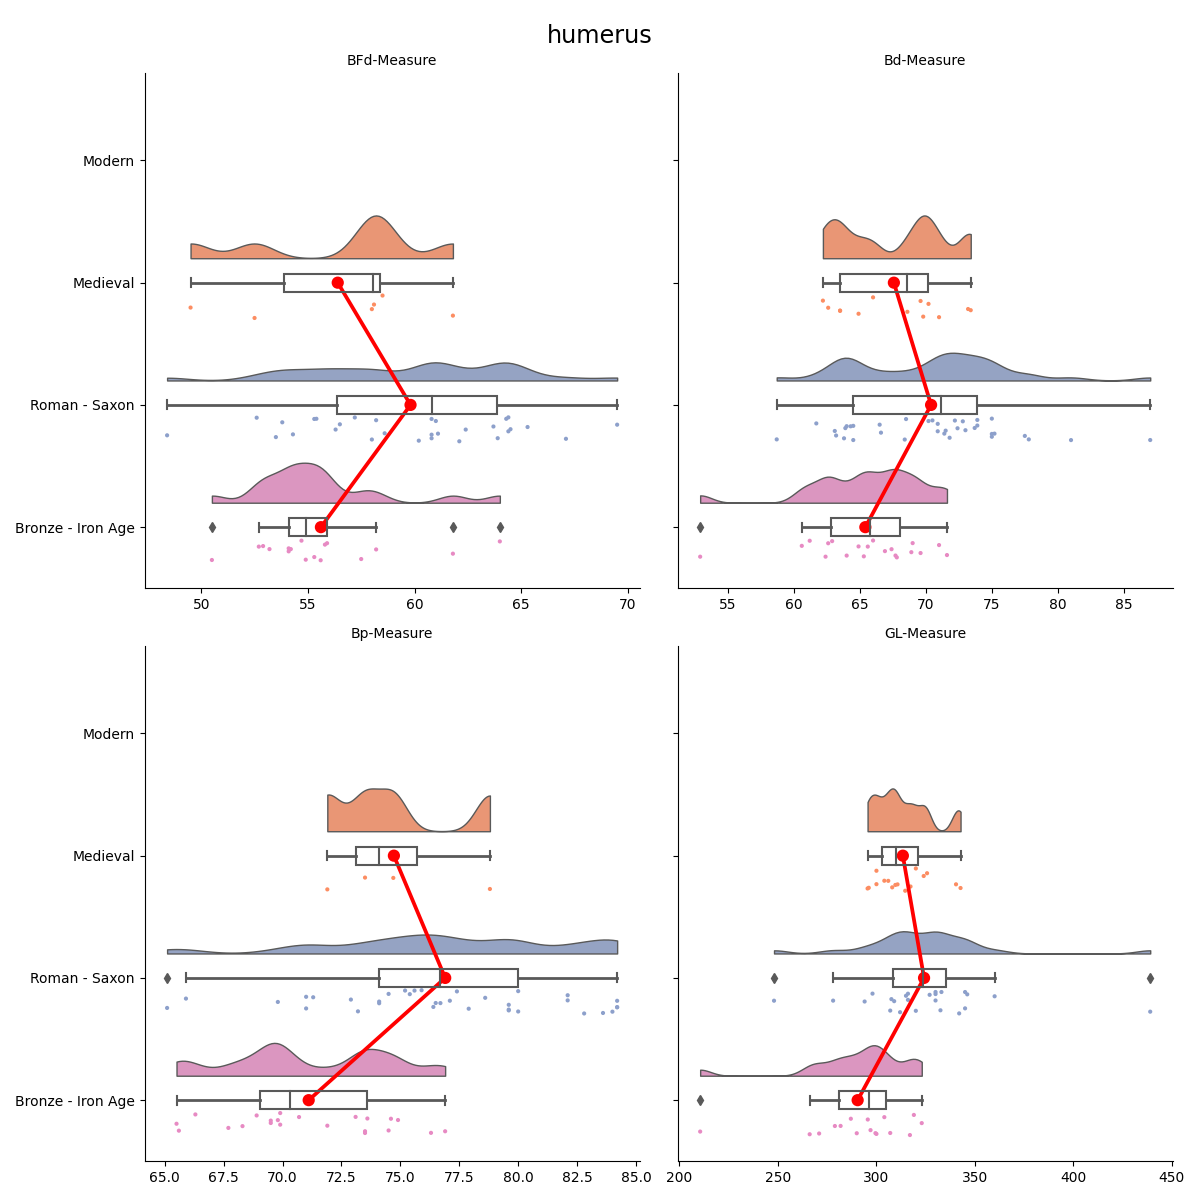 humerus
BFd-Measure
Bd-Measure
Modern
Medieval
Roman - Saxon
Bronze - Iron Age
50 55 60 65 70
55 60 65 70 75 80 85
Bp-Measure
GL-Measure
Modern
Medieval
Roman - Saxon
Bronze - Iron Age
65.0 67.5 70.0 72.5 75.0 77.5 80.0 82.5 85.0
200 250 300 350 400 450